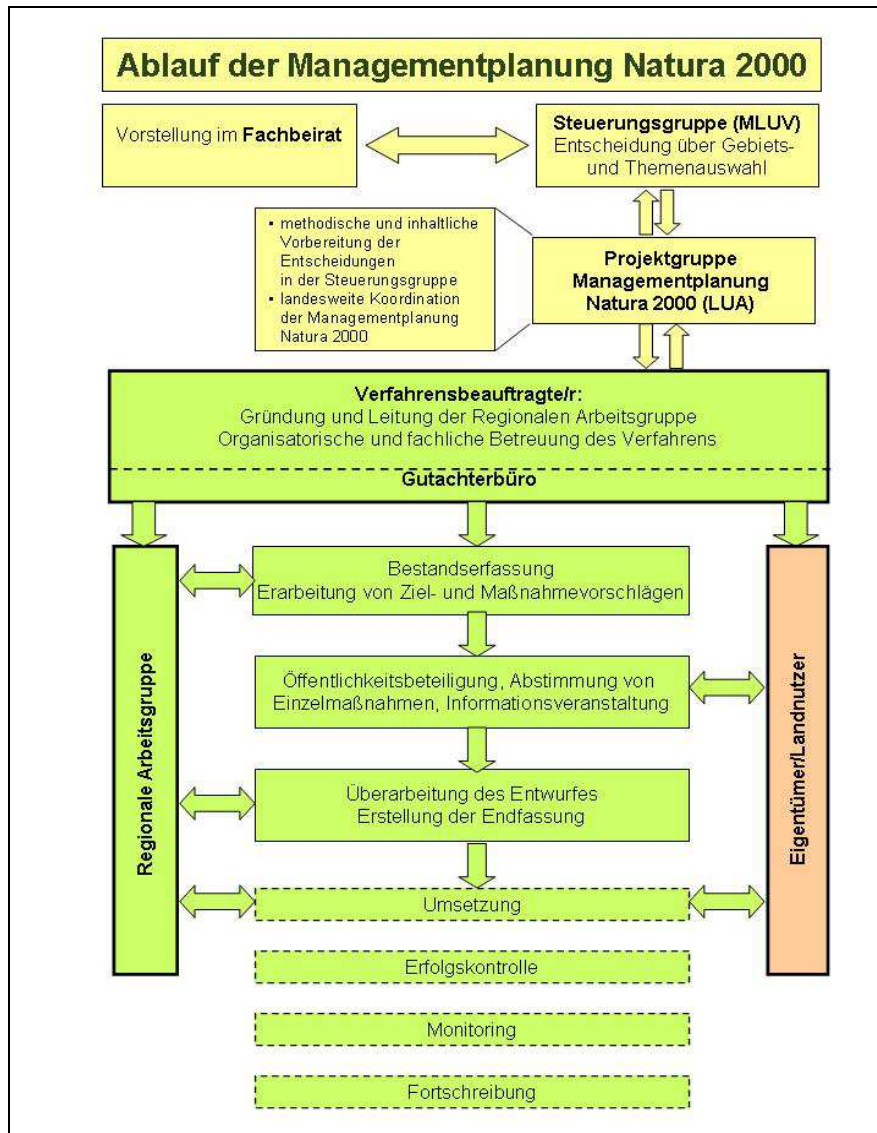 Ablauf der Managementplanung Natura 2000
Vorstellung im Fachbeirat
Steuerungsgruppe (MLUV)
Entscheidung über Gebiets-
und Themenauswahl
• methodische und inhaltliche
Vorbereitung der
Entscheidungen
in der Steuerungsgruppe
• landesweite Koordination
der Managementplanung
Natura 2000
Projektgruppe
Managementplanung
Natura 2000 (LUA)
Verfahrensbeauftragte/r:
Gründung und Leitung der Regionalen Arbeitsgruppe
Organisatorische und fachliche Betreuung des Verfahrens
Gutachterbüro
Regionale Arbeitsgruppe
Bestandserfassung
Erarbeitung von Ziel- und Maßnahmevorschlägen
Öffentlichkeitsbeteiligung, Abstimmung von
Einzelmaßnahmen, Informationsveranstaltung
Überarbeitung des Entwurfes
Erstellung der Endfassung
Umsetzung
Erfolgskontrolle
Monitoring
Fortschreibung
Eigentümer/Landnutzer